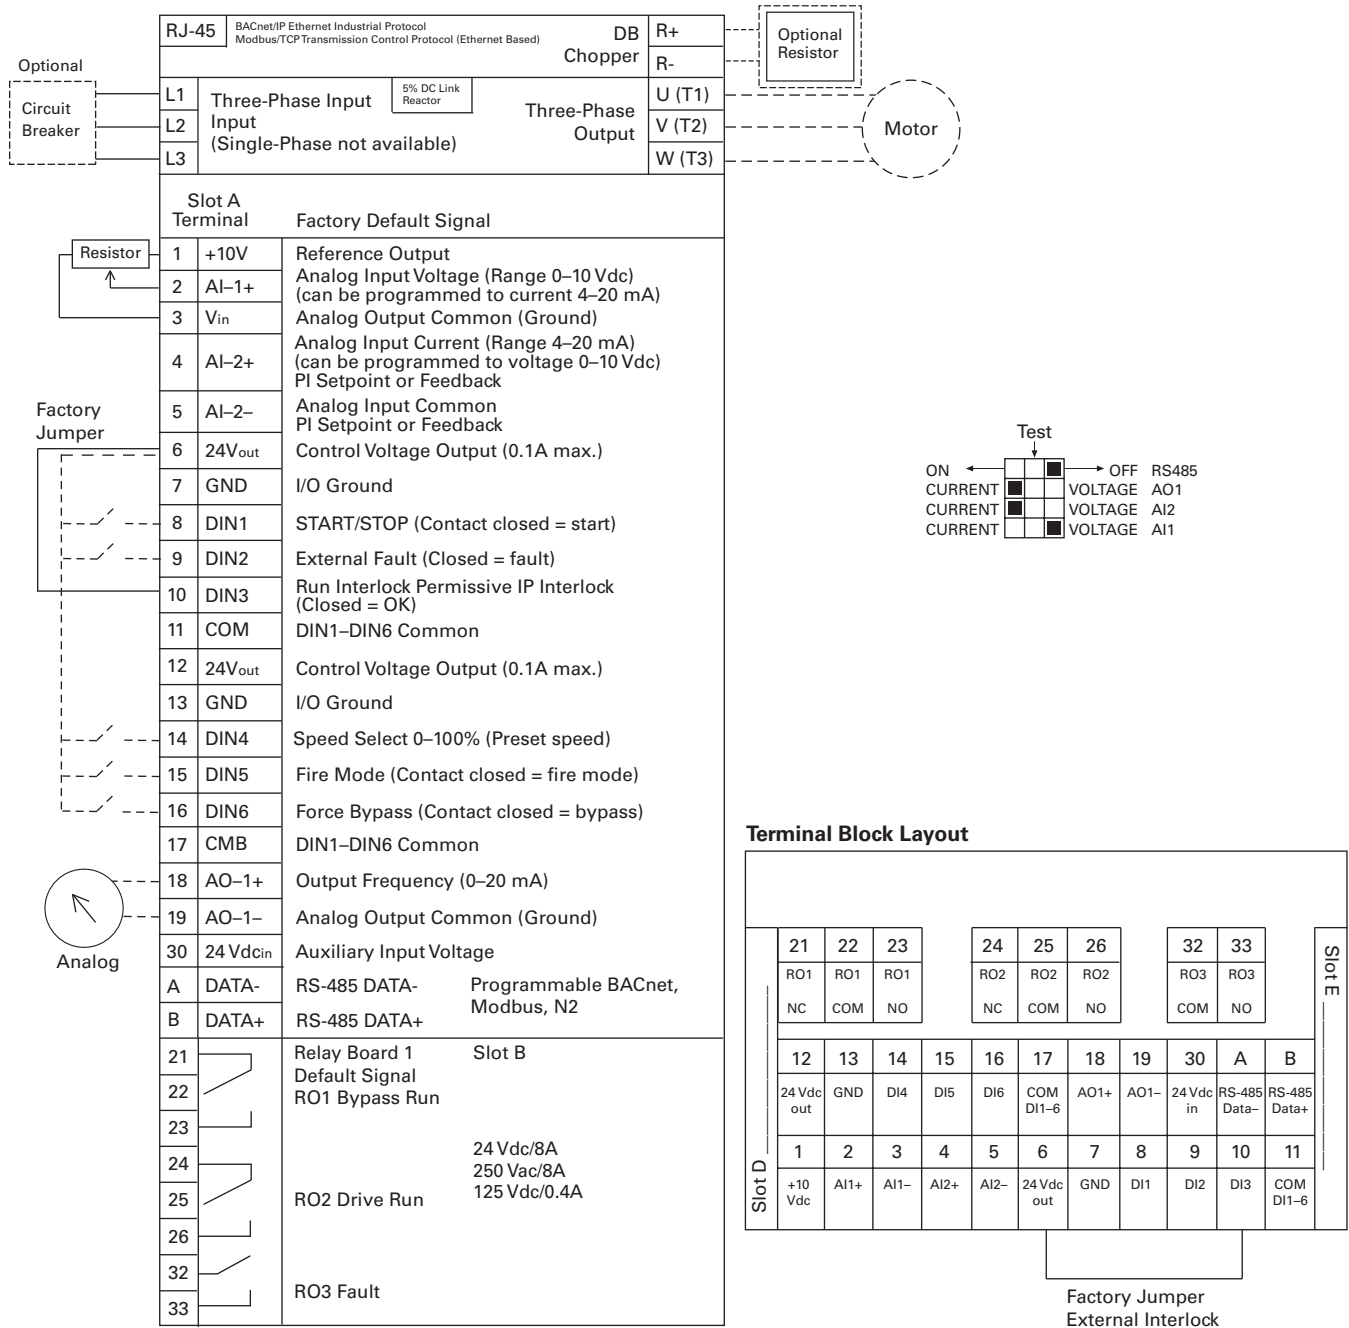 RJ-45
BACnet/IP Ethernet Industrial Protocol
Modbus/TCP Transmission Control Protocol (Ethernet Based)
DB
Chopper
R+
R-
Optional
Resistor
Optional
Circuit
Breaker
L1
L2
L3
Three-Phase Input
Input
(Single-Phase not available)
5% DC Link
Reactor
Three-Phase
Output
U (T1)
V (T2)
W (T3)
Motor
Slot A
Terminal
Factory Default Signal
Resistor
1 +10V Reference Output
2 AI–1+ Analog Input Voltage (Range 0–10 Vdc)
(can be programmed to current 4–20 mA)
3 Vin Analog Output Common (Ground)
4 AI–2+ Analog Input Current (Range 4–20 mA)
(can be programmed to voltage 0–10 Vdc)
PI Setpoint or Feedback
5 AI–2– Analog Input Common
PI Setpoint or Feedback
Factory
Jumper
6 24Vout Control Voltage Output (0.1A max.)
7 GND I/O Ground
8 DIN1 START/STOP (Contact closed = start)
9 DIN2 External Fault (Closed = fault)
10 DIN3 Run Interlock Permissive IP Interlock
(Closed = OK)
11 COM DIN1–DIN6 Common
12 24Vout Control Voltage Output (0.1A max.)
13 GND I/O Ground
14 DIN4 Speed Select 0–100% (Preset speed)
15 DIN5 Fire Mode (Contact closed = fire mode)
16 DIN6 Force Bypass (Contact closed = bypass)
17 CMB DIN1–DIN6 Common
18 AO–1+ Output Frequency (0–20 mA)
19 AO–1– Analog Output Common (Ground)
Analog
30 24 Vdcin Auxiliary Input Voltage
A DATA- RS-485 DATA-
B DATA+ RS-485 DATA+
Programmable BACnet,
Modbus, N2
21
22
23
24
25
26
32
33
Relay Board 1 Slot B
Default Signal
RO1 Bypass Run
24 Vdc/8A
250 Vac/8A
125 Vdc/0.4A
RO2 Drive Run
RO3 Fault
Test
ON OFF RS485
CURRENT VOLTAGE AO1
CURRENT VOLTAGE AI2
CURRENT VOLTAGE AI1
Terminal Block Layout
Slot D
Slot E
21 22 23 24 25 26 32 33
RO1 RO1 RO1 RO2 RO2 RO2 RO3 RO3
NC COM NO NC COM NO COM NO
12 13 14 15 16 17 18 19 30 A B
24 Vdc GND DI4 DI5 DI6 COM AO1+ AO1– 24 Vdc RS-485 RS-485
out DI1–6 in Data– Data+
1 2 3 4 5 6 7 8 9 10 11
+10 AI1+ AI1– AI2+ AI2– 24 Vdc GND DI1 DI2 DI3 COM
Vdc out DI1–6
Factory Jumper
External Interlock